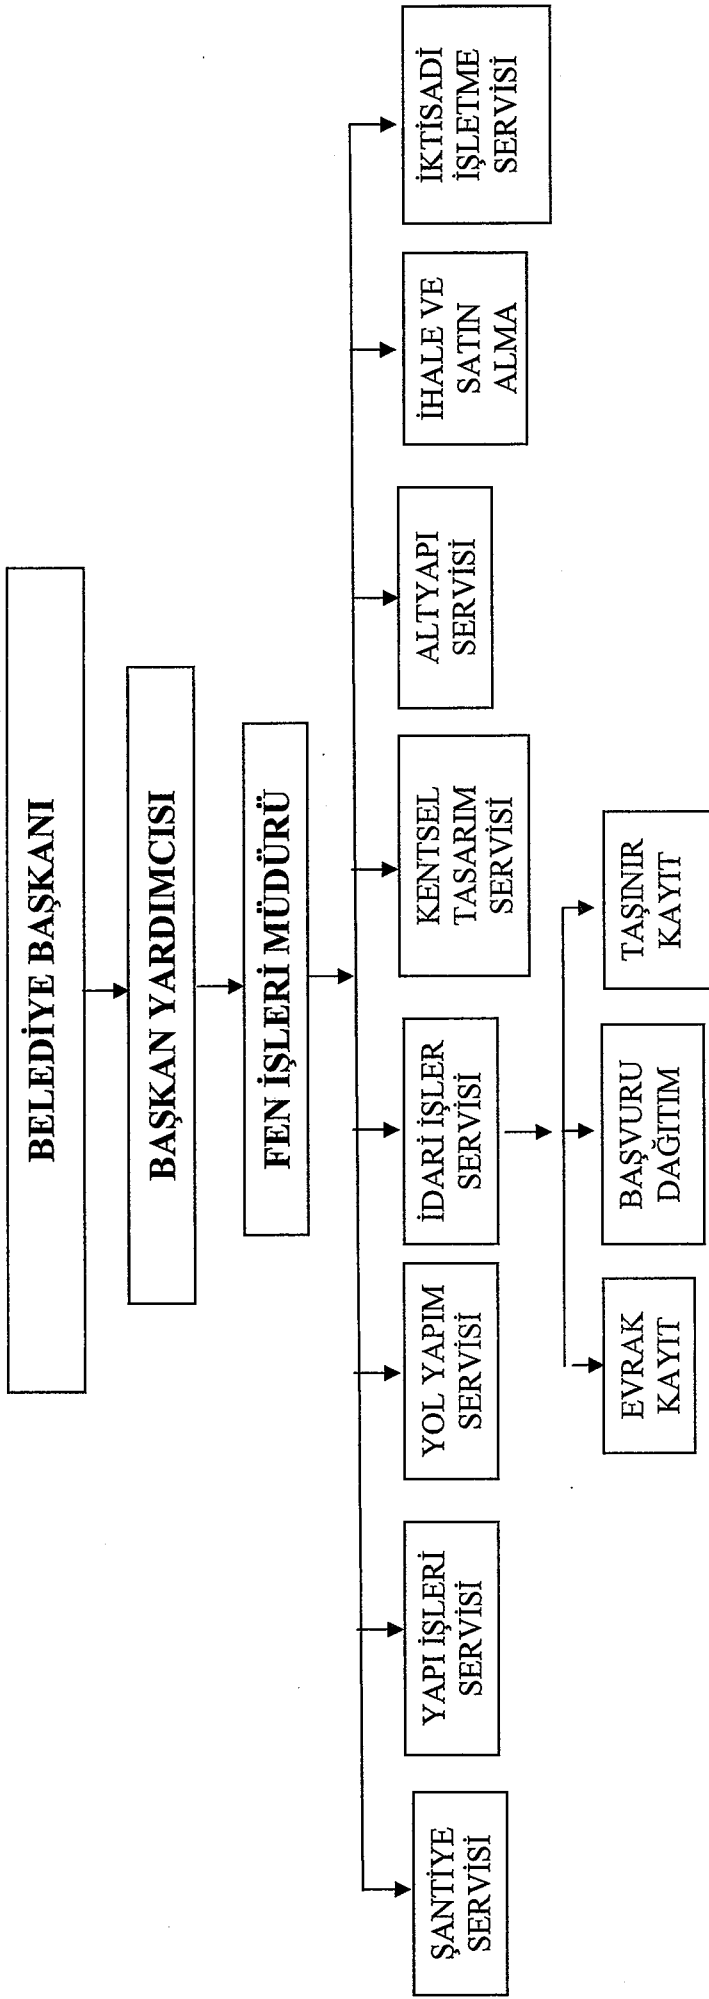 BELEDİYE BAŞKANI
BAŞKAN YARDIMCISI
FEN İŞLERİ MÜDÜRÜ
ŞANTİYE
SERVİSİ
YAPI İŞLERİ
SERVİSİ
YOL YAPIM
SERVİSİ
İDARİ İŞLER
SERVİSİ
KENTSEL
TASARIM
SERVİSİ
ALTYAPI
SERVİSİ
İHALE VE
SATIN
ALMA
İKTİSADİ
İŞLETME
SERVİSİ
EVRAK
KAYIT
BAŞVURU
DAĞITIM
TAŞINIR
KAYIT